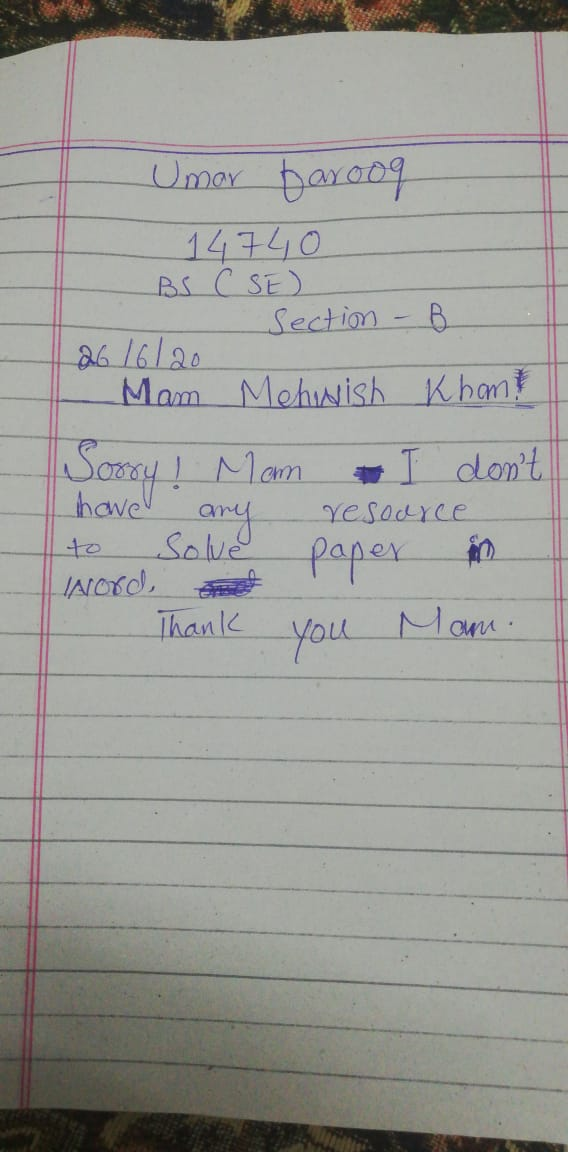 Umar Farooq
14740
BS (SE)
Section - B
26/6/20
Mam Mehwish Khan!
Sorry! Mam I don't
have any resource
to Solve paper in
word.
Thank you Mam.